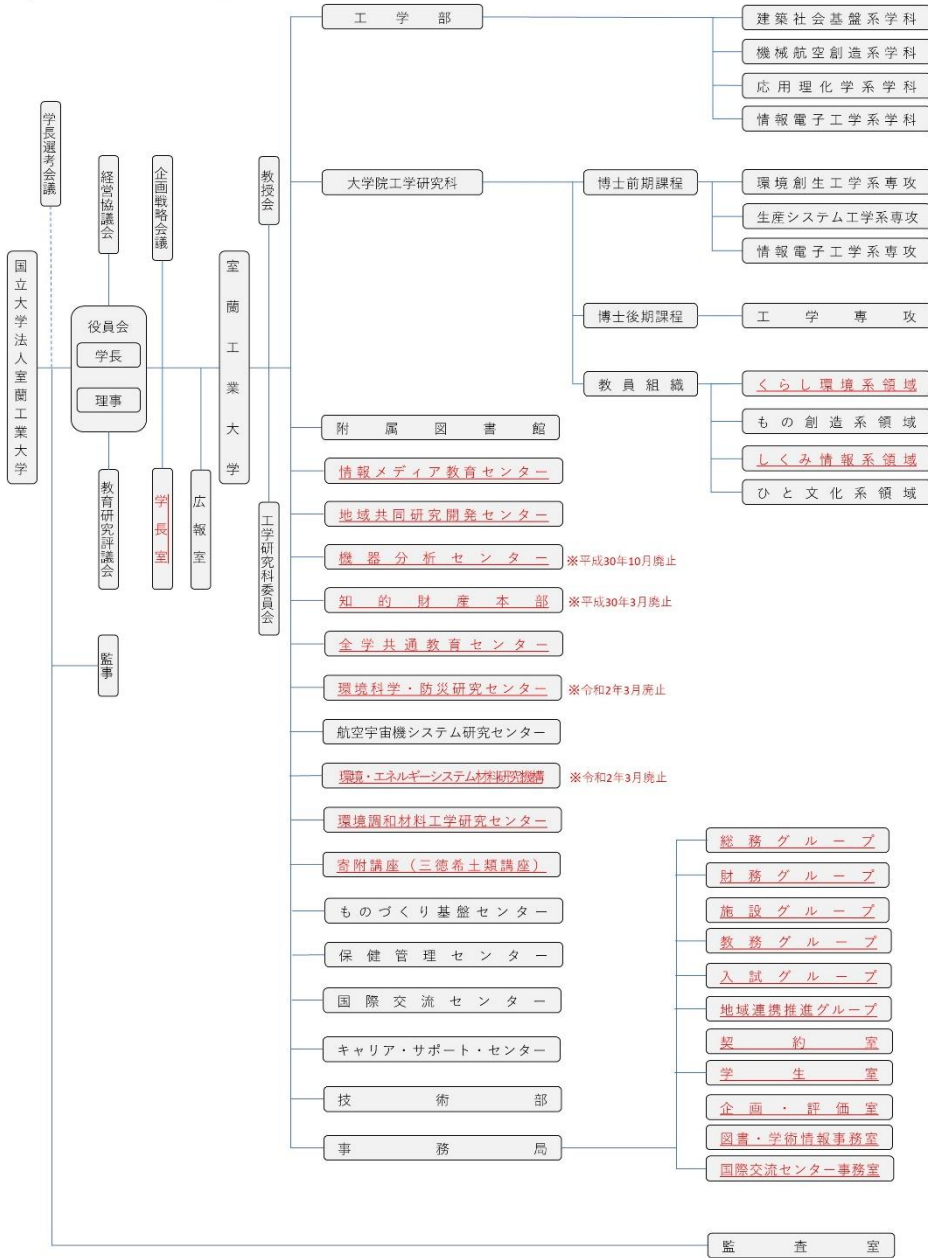 工学部
建築社会基盤系学科
機械航空創造系学科
応用理化学系学科
情報電子工学系学科
学長選考会議
経営協議会
企画戦略会議
教授会
大学院工学研究科
博士前期課程
環境創生工学系専攻
生産システム工学系専攻
情報電子工学系専攻
国立大学法人室蘭工業大学
役員会
学長
理事
室蘭工業大学
博士後期課程
工学専攻
教員組織
くらし環境系領域
もの創造系領域
しくみ情報系領域
ひと文化系領域
教育研究評議会
学長室
広報室
工学研究科委員会
監事
附属図書館
情報メディア教育センター
地域共同研究開発センター
機器分析センター ※平成30年10月廃止
知的財産本部 ※平成30年3月廃止
全学共通教育センター
環境科学・防災研究センター ※令和2年3月廃止
航空宇宙機システム研究センター
環境・エネルギーシステム材料研究機構 ※令和2年3月廃止
環境調和材料工学研究センター
寄附講座（三徳希土類講座）
ものづくり基盤センター
保健管理センター
国際交流センター
キャリア・サポート・センター
技術部
事務局
総務グループ
財務グループ
施設グループ
教務グループ
入試グループ
地域連携推進グループ
契約室
学生室
企画・評価室
図書・学術情報事務室
国際交流センター事務室
監査室